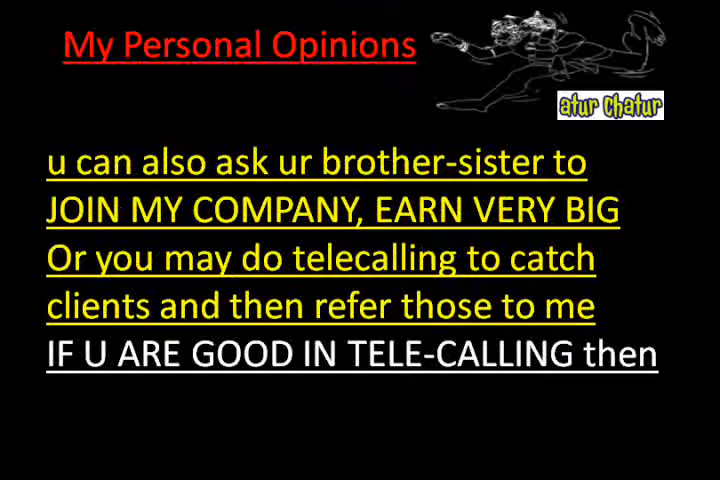 My Personal Opinions
atur chatur
u can also ask ur brother-sister to
JOIN MY COMPANY, EARN VERY BIG
Or you may do telecalling to catch
clients and then refer those to me
IF U ARE GOOD IN TELE-CALLING then